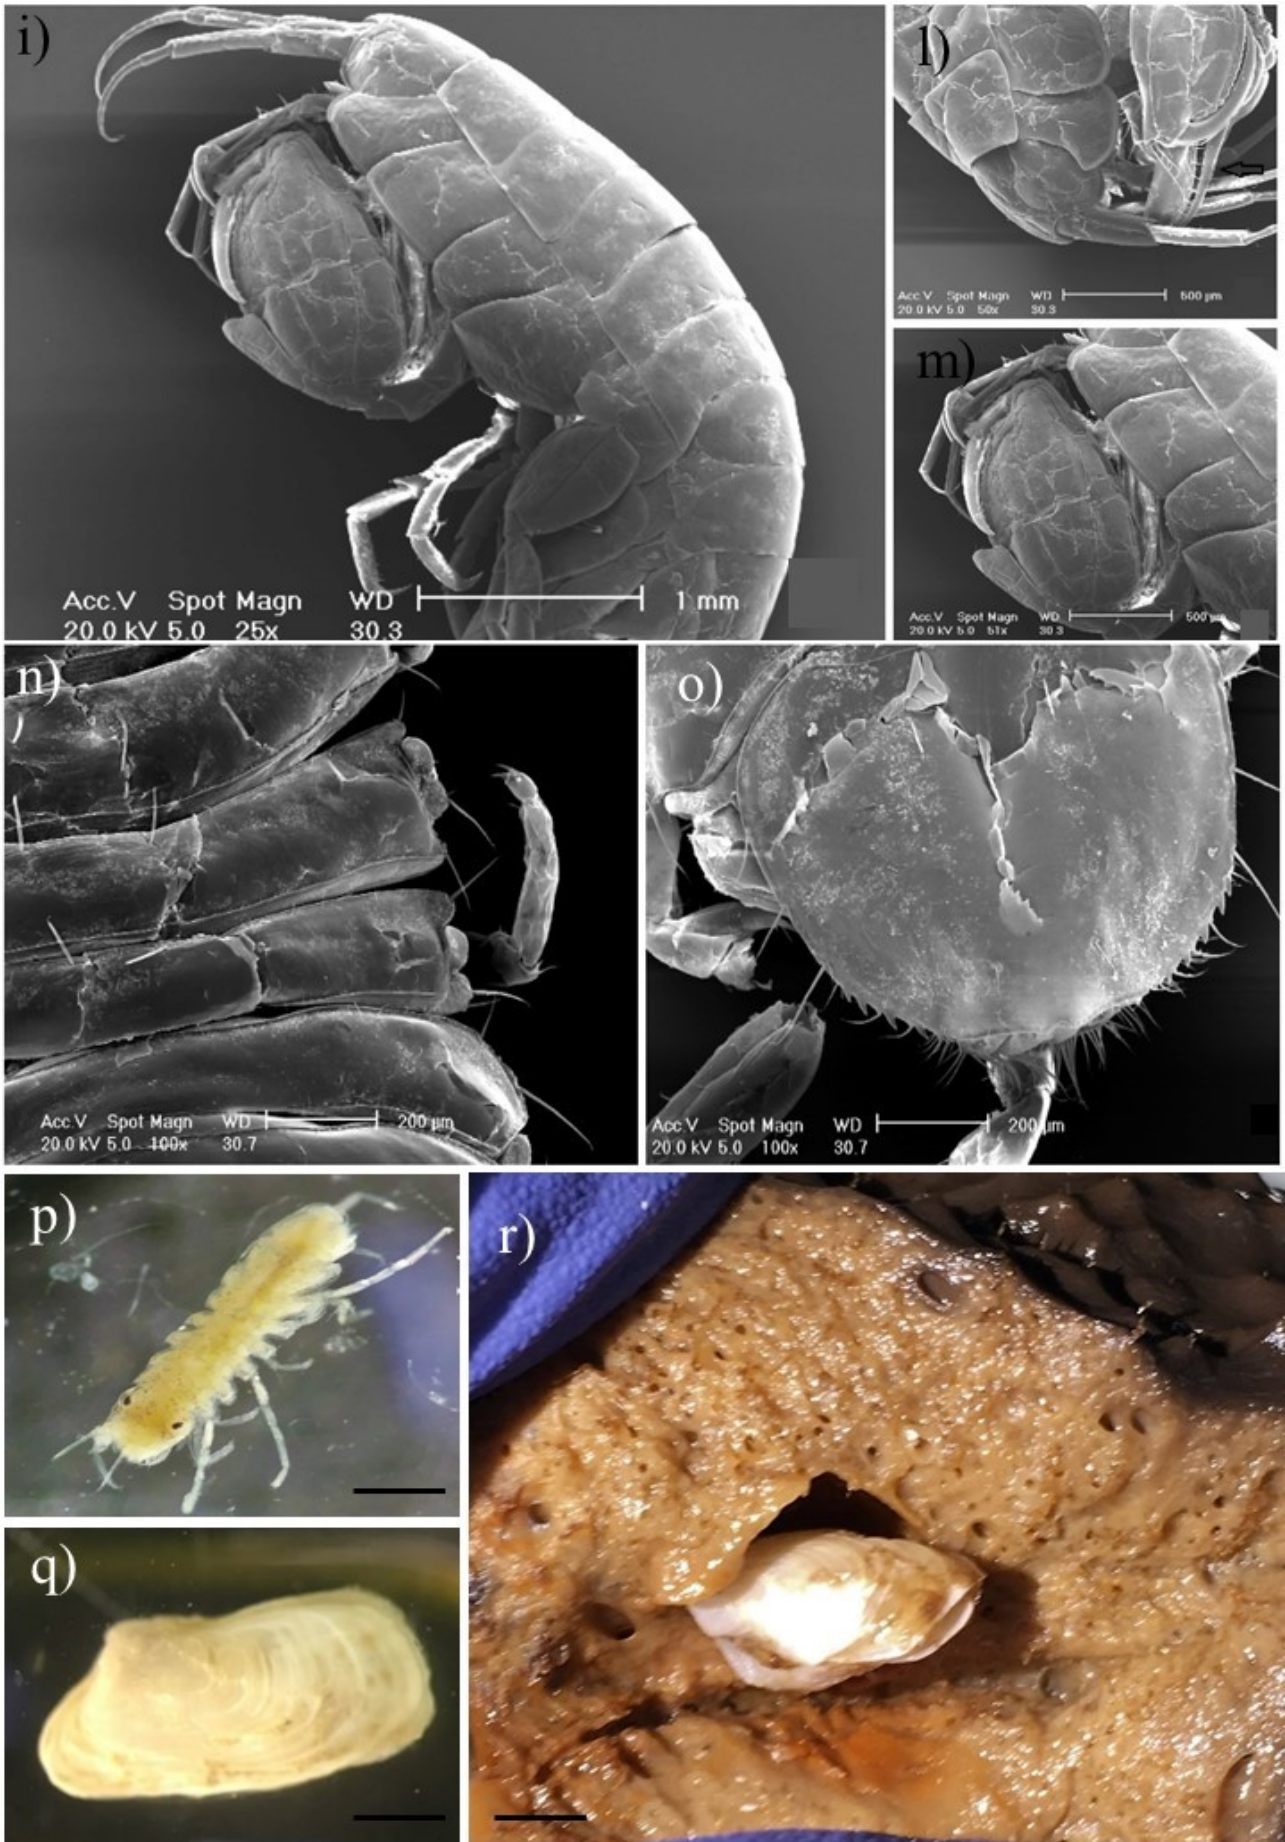 i)
Acc.V Spot Magn WD 1 mm
20.0 kV 5.0 25x 30.3
l)
Acc.V Spot Magn WD 500 µm
20.0 kV 5.0 50x 30.3
m)
Acc.V Spot Magn WD 500 µm
20.0 kV 5.0 51x 30.3
n)
Acc.V Spot Magn WD 200 µm
20.0 kV 5.0 100x 30.7
o)
Acc.V Spot Magn WD 200 µm
20.0 kV 5.0 100x 30.7
p)
q)
r)